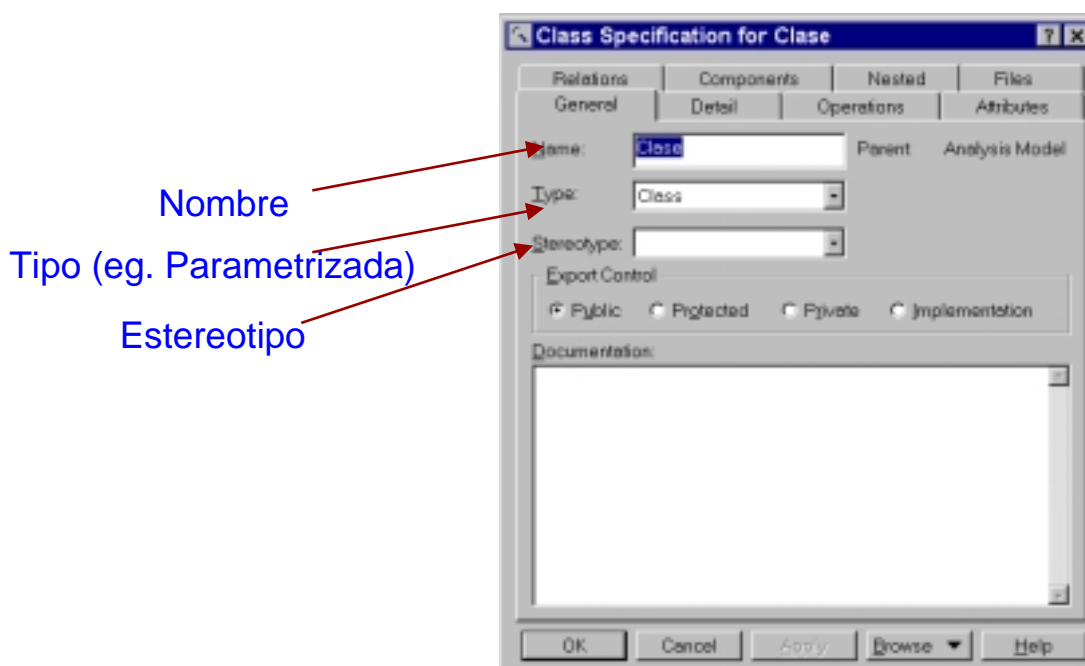 Class Specification for Clase
Relations Components Nested Files
General Detail Operations Attributes
Name: Clase Parent Analysis Model
Nombre
Type: Class
Tipo (eg. Parametrizada)
Stereotype:
Estereotipo
Export Control
Public Protected Private Implementation
Documentation:
OK Cancel Apply Browse Help